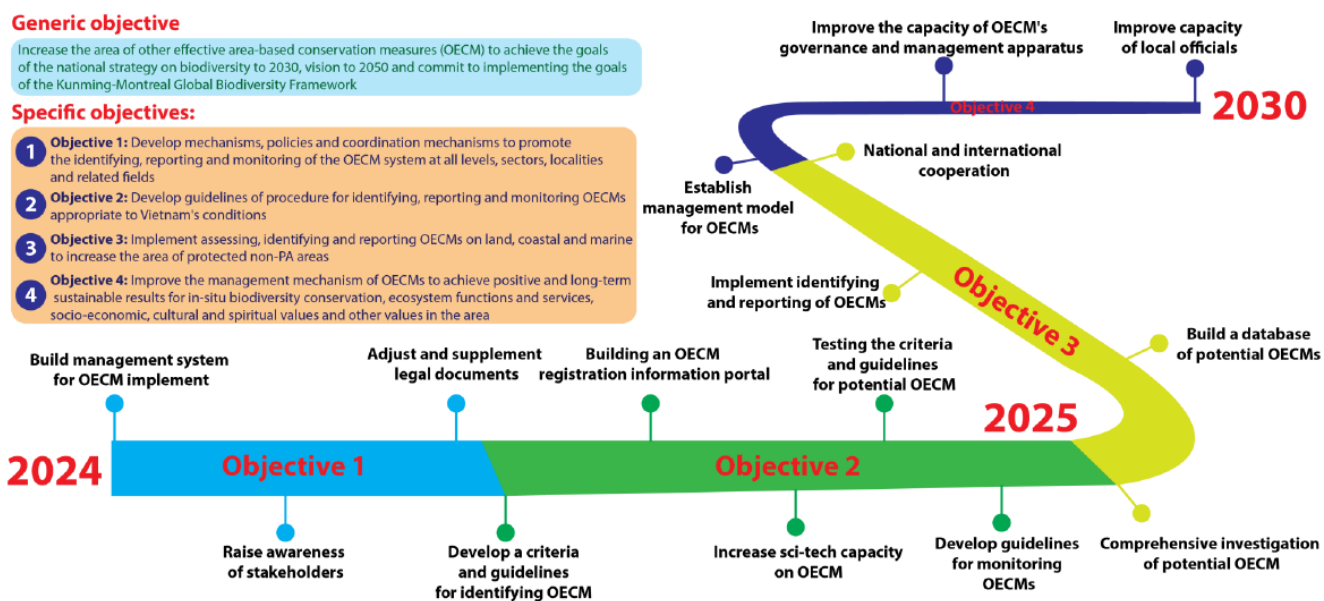 Generic objective
Increase the area of other effective area-based conservation measures (OECM) to achieve the goals
of the national strategy on biodiversity to 2030, vision to 2050 and commit to implementing the goals
of the Kunming-Montreal Global Biodiversity Framework
Specific objectives:
1
Objective 1: Develop mechanisms, policies and coordination mechanisms to promote
the identifying, reporting and monitoring of the OECM system at all levels, sectors, localities
and related fields
2
Objective 2: Develop guidelines of procedure for identifying, reporting and monitoring OECMs
appropriate to Vietnam's conditions
3
Objective 3: Implement assessing, identifying and reporting OECMs on land, coastal and marine
to increase the area of protected non-PA areas
4
Objective 4: Improve the management mechanism of OECMs to achieve positive and long-term
sustainable results for in-situ biodiversity conservation, ecosystem functions and services,
socio-economic, cultural and spiritual values and other values in the area
Improve the capacity of OECM's
governance and management apparatus
Improve capacity
of local officials
Objective 4
2030
National and international
cooperation
Establish
management model
for OECMs
Implement identifying
and reporting of OECMs
Objective 3
Build a database
of potential OECMs
Build management system
for OECM implement
Adjust and supplement
legal documents
Building an OECM
registration information portal
Testing the criteria
and guidelines
for potential OECM
2025
2024
Objective 1
Objective 2
Raise awareness
of stakeholders
Develop a criteria
and guidelines
for identifying OECM
Increase sci-tech capacity
on OECM
Develop guidelines
for monitoring
OECMs
Comprehensive investigation
of potential OECM